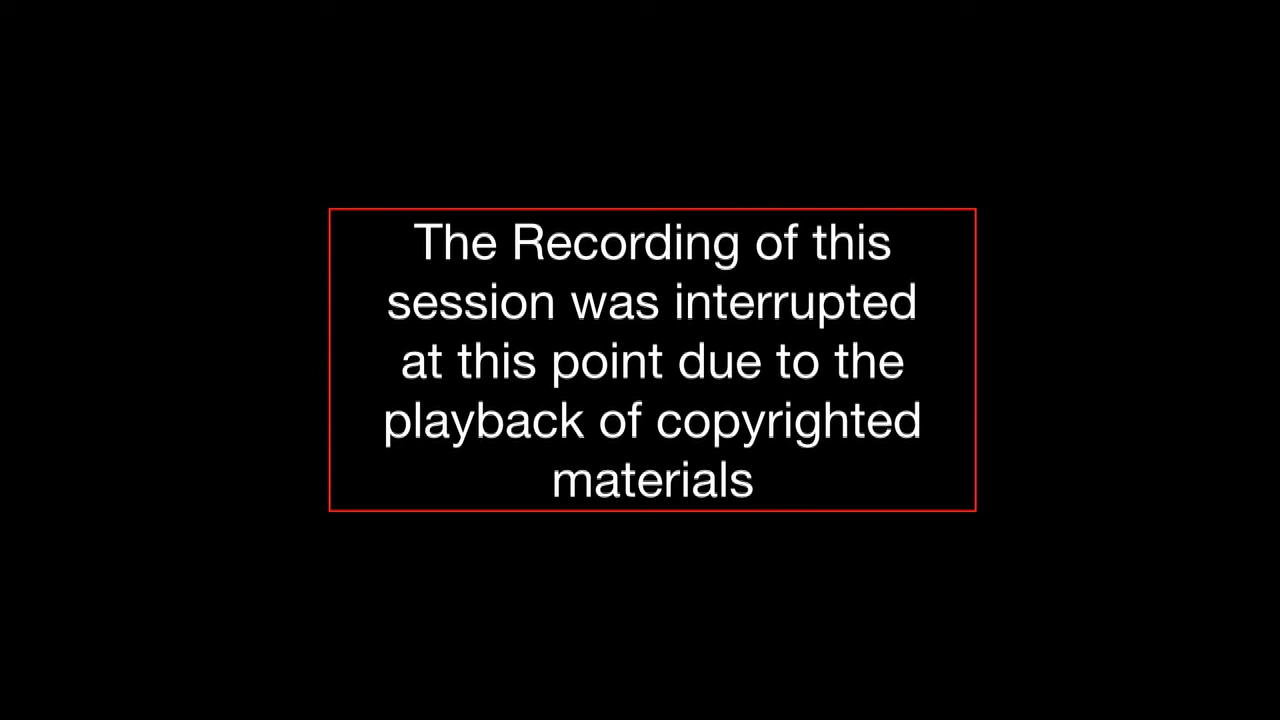 The Recording of this
session was interrupted
at this point due to the
playback of copyrighted
materials